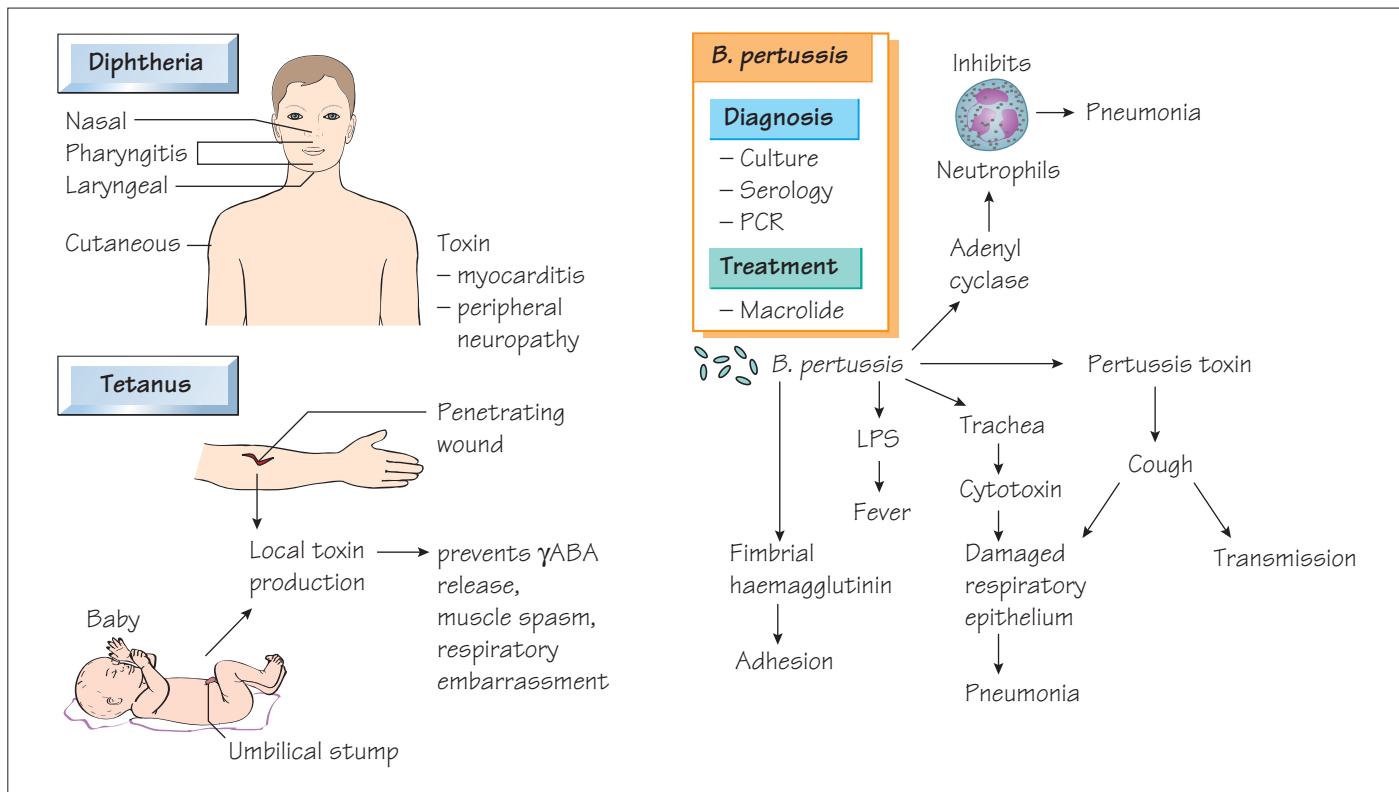 Diphtheria
Nasal
Pharyngitis
Laryngeal
Cutaneous
Toxin
– myocarditis
– peripheral
neuropathy
Tetanus
Penetrating
wound
Local toxin
production
prevents γABA
release,
muscle spasm,
respiratory
embarrassment
Baby
Umbilical stump
B. pertussis
Diagnosis
– Culture
– Serology
– PCR
Treatment
– Macrolide
Inhibits
Neutrophils
Pneumonia
Adenyl
cyclase
B. pertussis
Pertussis toxin
LPS
Fever
Trachea
Cytotoxin
Cough
Fimbrial
haemagglutinin
Adhesion
Damaged
respiratory
epithelium
Transmission
Pneumonia